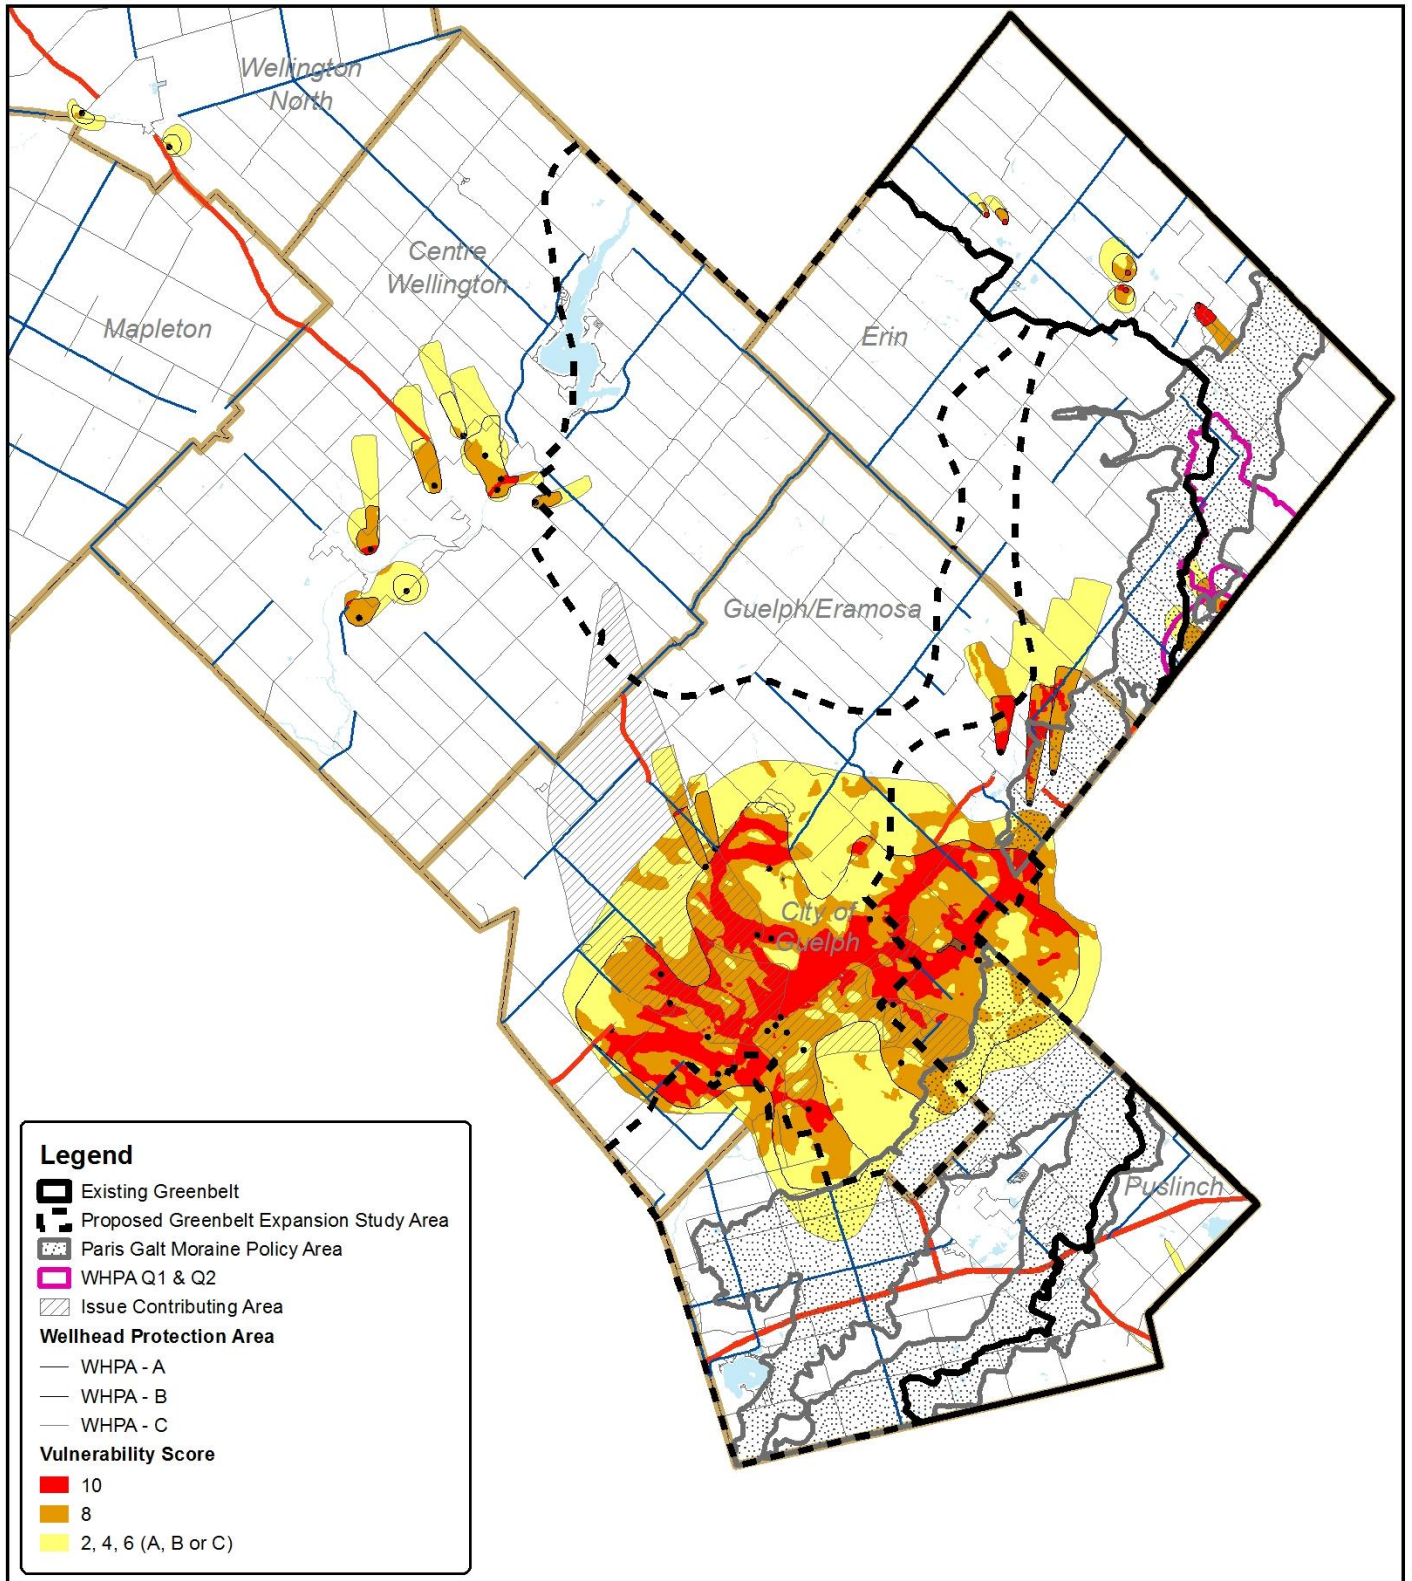 Wellington
North
Centre
Wellington
Mapleton
Erin
Guelph/Eramosa
City of
Guelph
Puslinch
Legend
Existing Greenbelt
Proposed Greenbelt Expansion Study Area
Paris Galt Moraine Policy Area
WHPA Q1 & Q2
Issue Contributing Area
Wellhead Protection Area
WHPA - A
WHPA - B
WHPA - C
Vulnerability Score
10
8
2, 4, 6 (A, B or C)